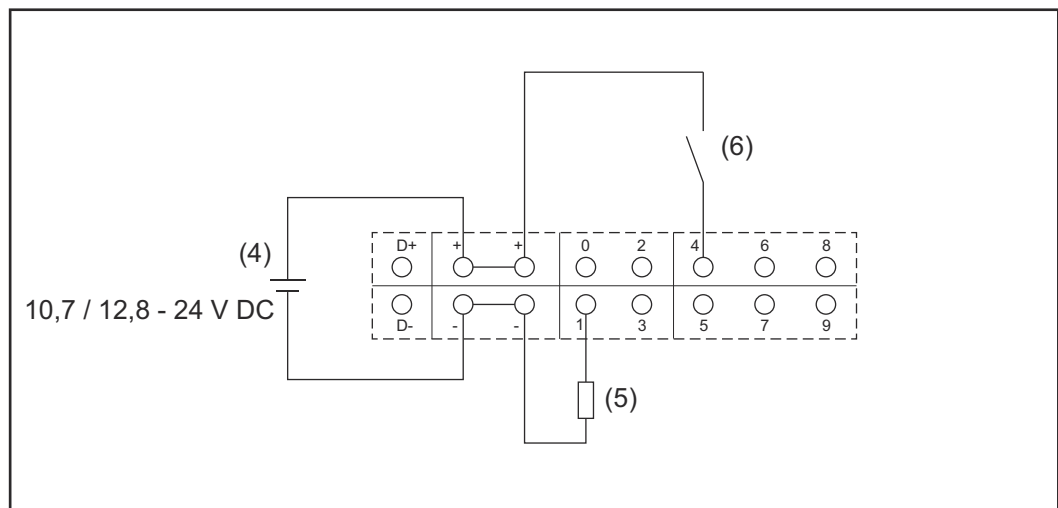 (6)
(4)
10,7 / 12,8 - 24 V DC
D+ + + 0 2 4 6 8
D- - - 1 3 5 7 9
(5)